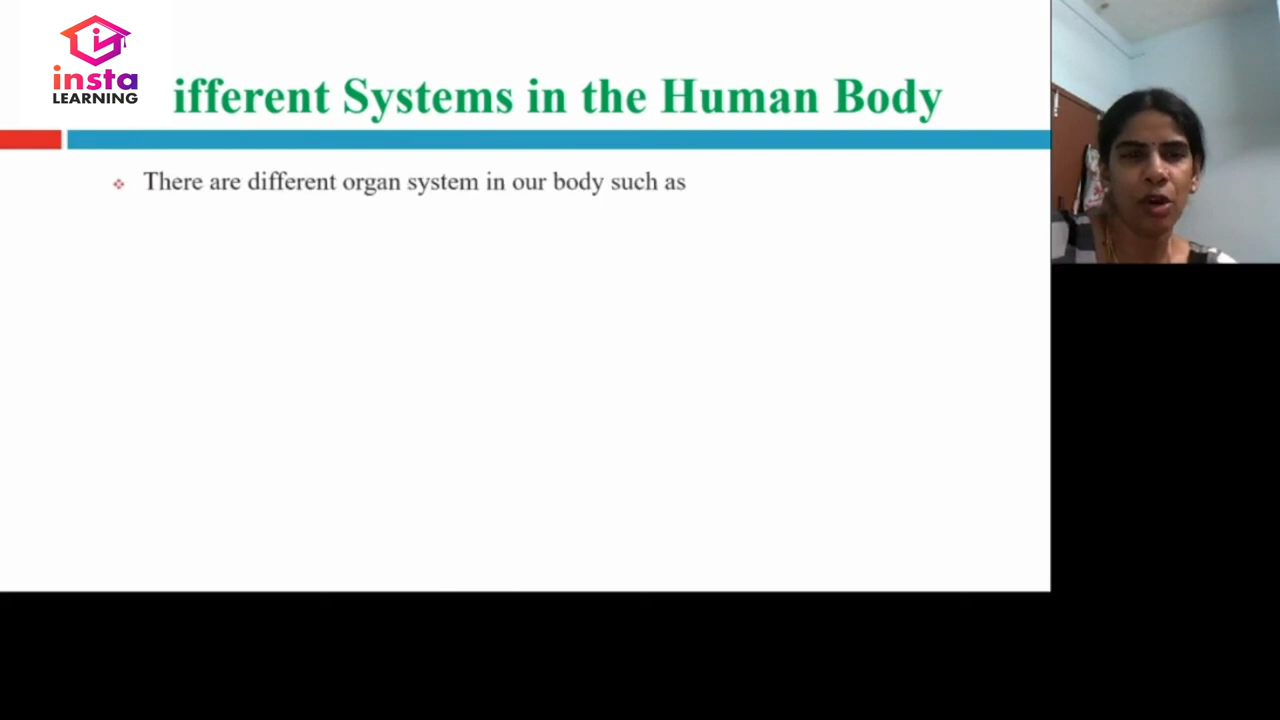 insta
LEARNING
ifferent Systems in the Human Body
There are different organ system in our body such as